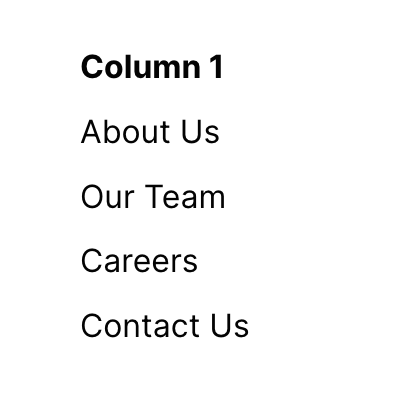 Column 1
About Us
Our Team
Careers
Contact Us